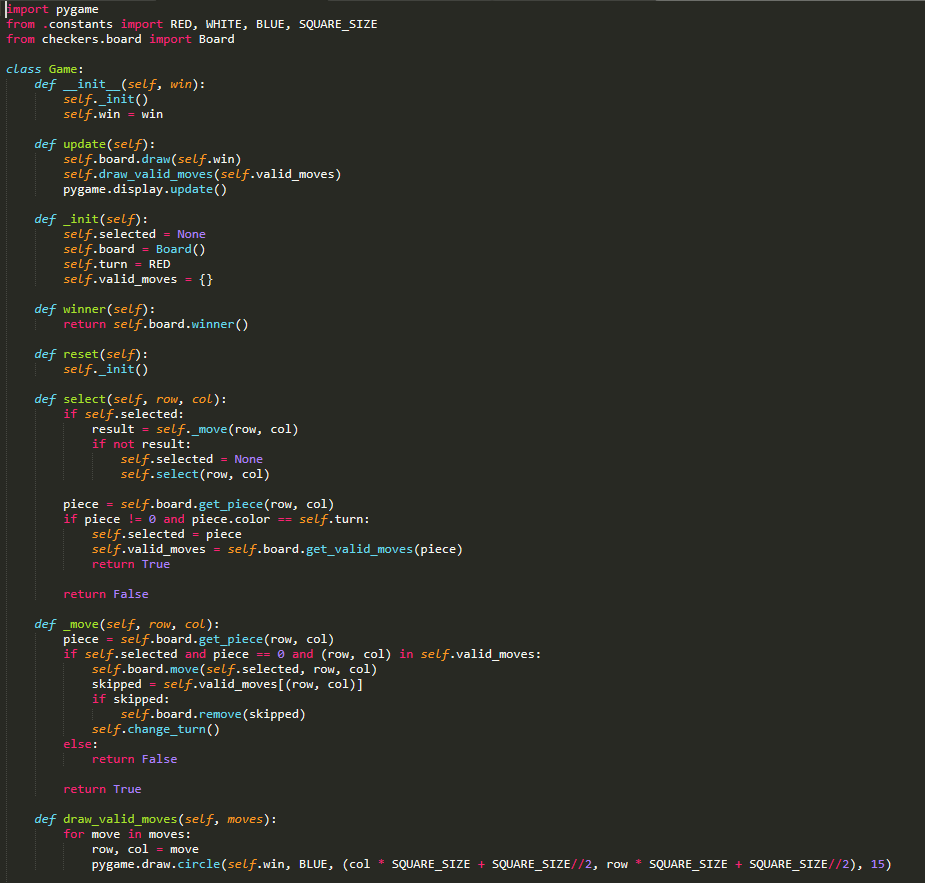 import pygame
from .constants import RED, WHITE, BLUE, SQUARE_SIZE
from checkers.board import Board

class Game:
    def __init__(self, win):
        self._init()
        self.win = win

    def update(self):
        self.board.draw(self.win)
        self.draw_valid_moves(self.valid_moves)
        pygame.display.update()

    def _init(self):
        self.selected = None
        self.board = Board()
        self.turn = RED
        self.valid_moves = {}

    def winner(self):
        return self.board.winner()

    def reset(self):
        self._init()

    def select(self, row, col):
        if self.selected:
            result = self._move(row, col)
            if not result:
                self.selected = None
                self.select(row, col)

        piece = self.board.get_piece(row, col)
        if piece != 0 and piece.color == self.turn:
            self.selected = piece
            self.valid_moves = self.board.get_valid_moves(piece)
            return True

        return False

    def _move(self, row, col):
        piece = self.board.get_piece(row, col)
        if self.selected and piece == 0 and (row, col) in self.valid_moves:
            self.board.move(self.selected, row, col)
            skipped = self.valid_moves[(row, col)]
            if skipped:
                self.board.remove(skipped)
            self.change_turn()
        else:
            return False

        return True

    def draw_valid_moves(self, moves):
        for move in moves:
            row, col = move
            pygame.draw.circle(self.win, BLUE, (col * SQUARE_SIZE + SQUARE_SIZE//2, row * SQUARE_SIZE + SQUARE_SIZE//2), 15)